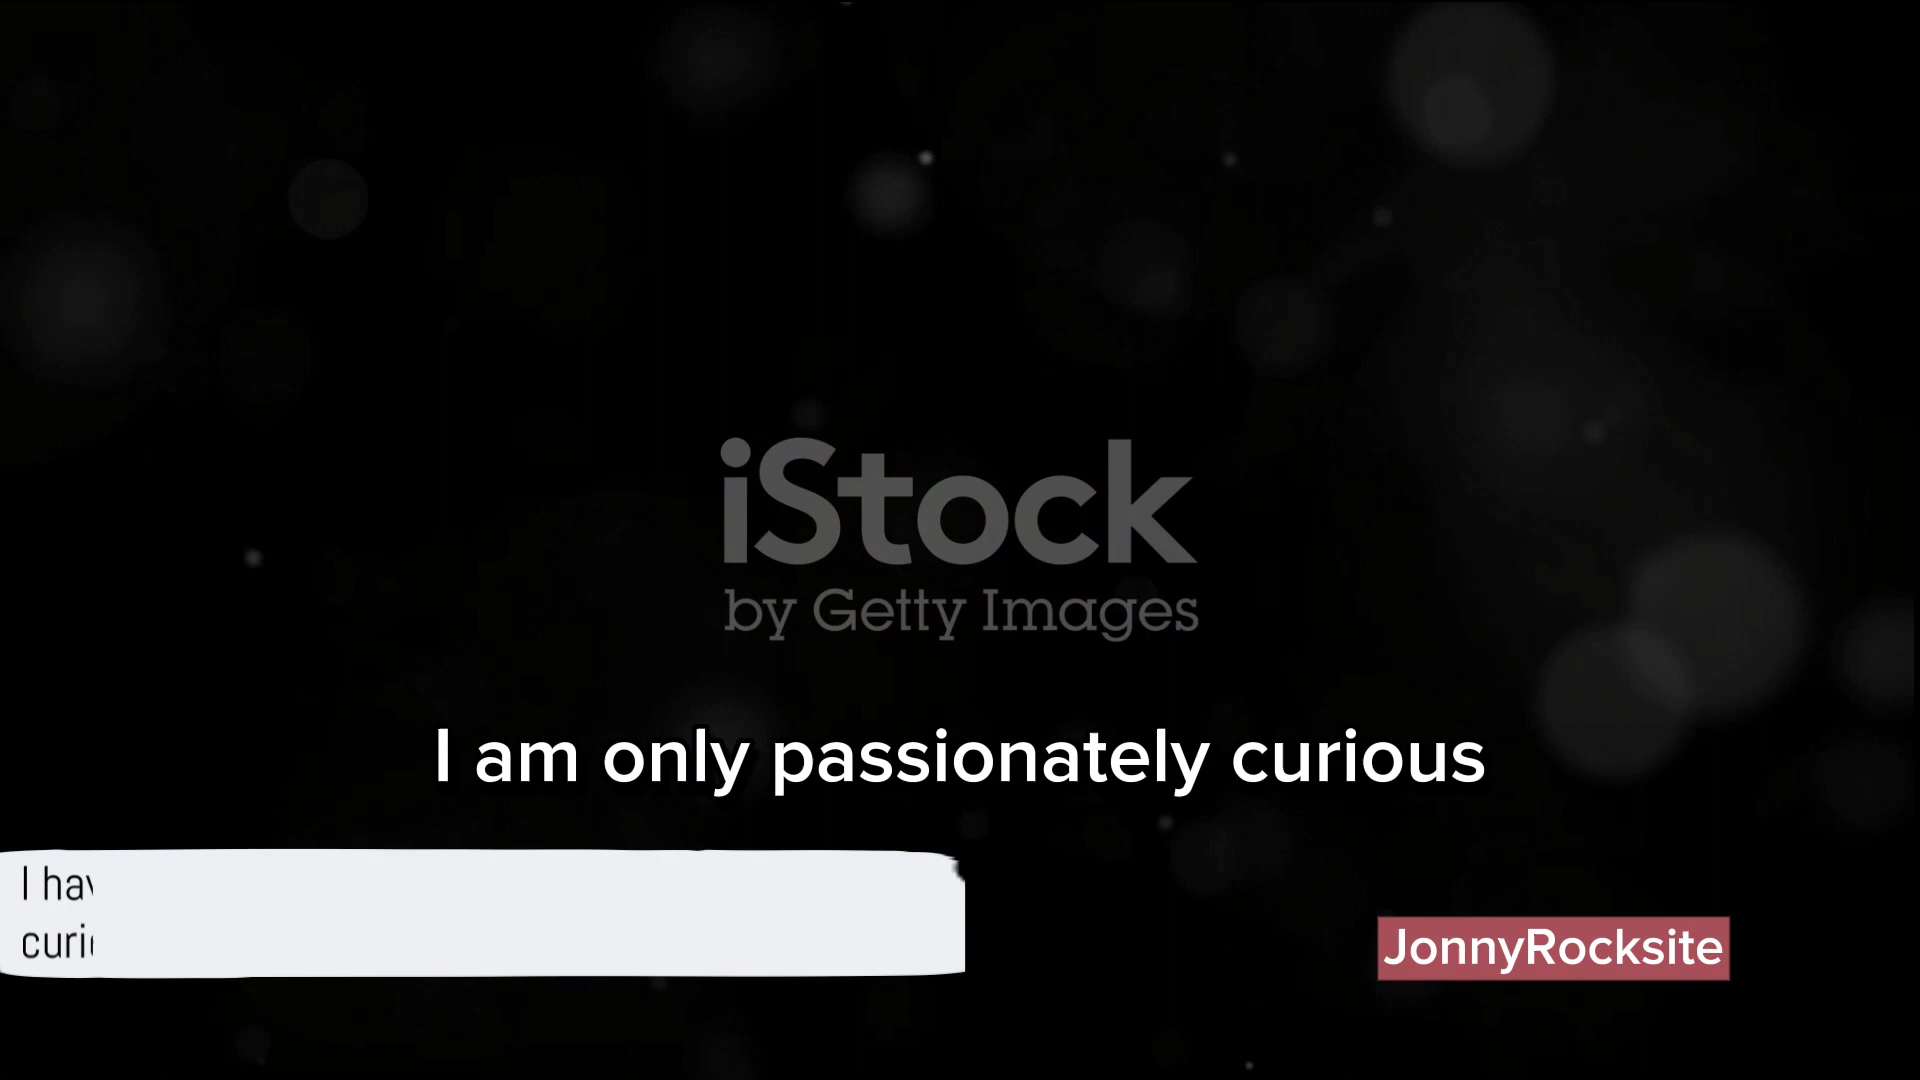 iStock
by Getty Images
I am only passionately curious
I
JonnyRocksite